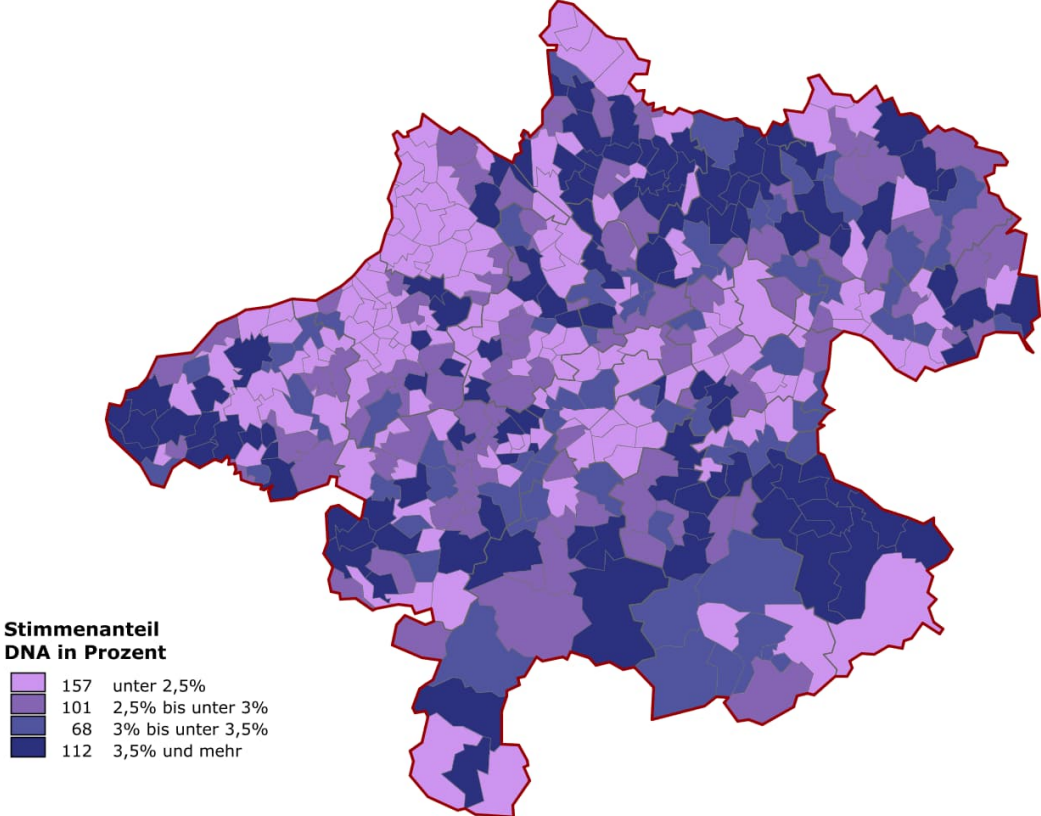 Stimmenanteil
DNA in Prozent
157 unter 2,5%
101 2,5% bis unter 3%
68 3% bis unter 3,5%
112 3,5% und mehr